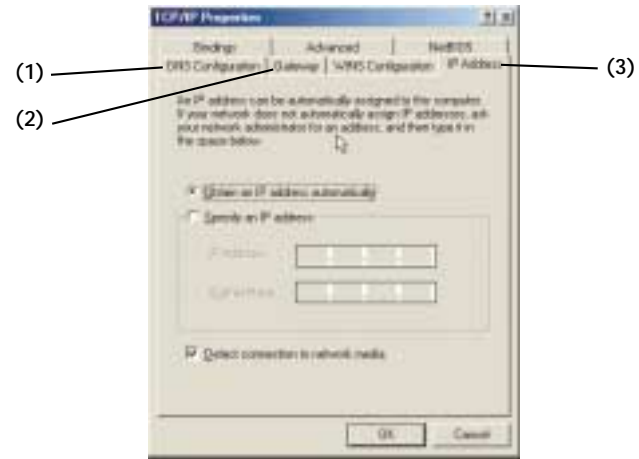 TCP/IP Properties
Bindings Advanced NetBIOS
DNS Configuration Gateway WINS Configuration IP Address
(1)
(2)
(3)
An IP address can be automatically assigned to this computer.
If your network does not automatically assign IP addresses, ask
your network administrator for an address, and then type it in
the space below.
Obtain an IP address automatically
Specify an IP address:
IP Address:
Subnet Mask:
Detect connection to network media
OK Cancel